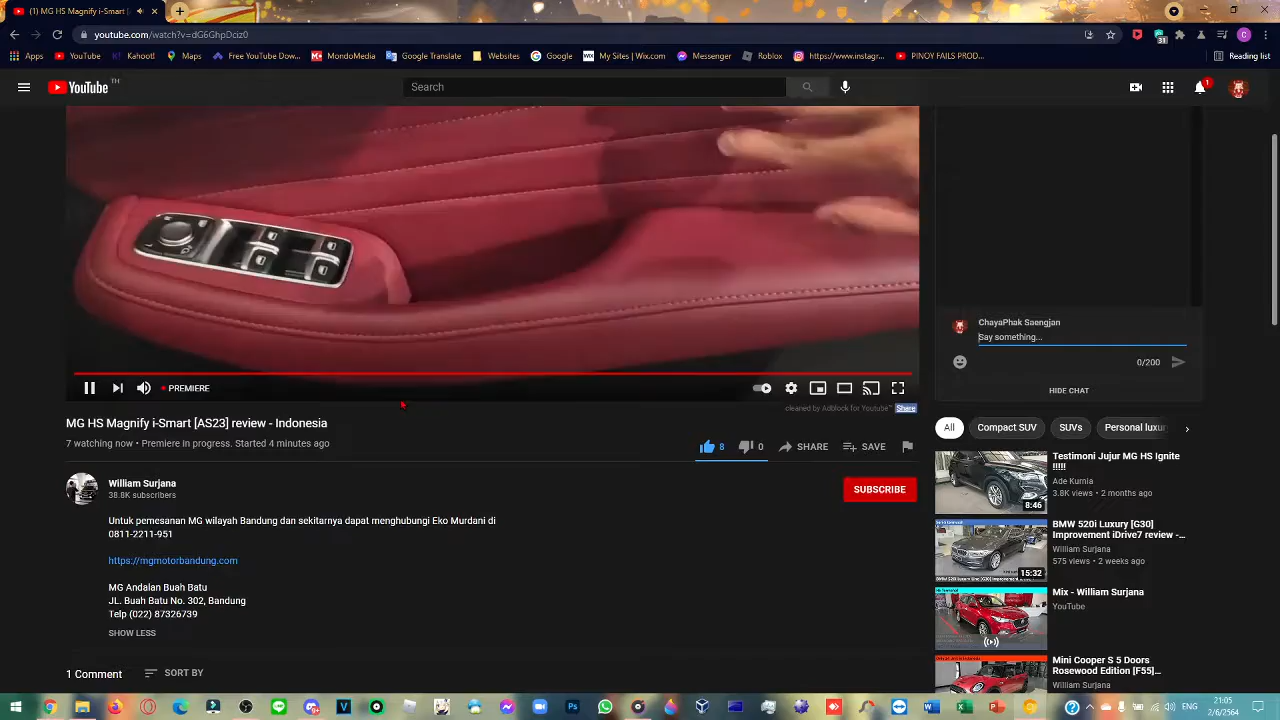 (1) MG HS Magnify i-Smart [
youtube.com/watch?v=dG6GhpDciz0
Apps
YouTube
Kahoot!
Maps
Free YouTube Dow...
MondoMedia
Google Translate
Websites
Google
My Sites | Wix.com
Messenger
Roblox
https://www.instagr...
PINOY FAILS PROD...
Reading list
YouTube TH
Search
PREMIERE
cleaned by Adblock for Youtube™ Share
MG HS Magnify i-Smart [AS23] review - Indonesia
7 watching now • Premiere in progress. Started 4 minutes ago
8
0
SHARE
SAVE
William Surjana
38.8K subscribers
SUBSCRIBE
Untuk pemesanan MG wilayah Bandung dan sekitarnya dapat menghubungi Eko Murdani di
0811-2211-951
https://mgmotorbandung.com
MG Andalan Buah Batu
JL. Buah Batu No. 302, Bandung
Telp (022) 87326739
SHOW LESS
1 Comment
SORT BY
ChayaPhak Saengjan
Say something...
0/200
HIDE CHAT
All
Compact SUV
SUVs
Personal luxur
Testimoni Jujur MG HS Ignite
!!!!!
Ade Kurnia
3.8K views • 2 months ago
8:46
BMW 520i Luxury [G30]
Improvement iDrive7 review -...
William Surjana
575 views • 2 weeks ago
15:32
Mix - William Surjana
YouTube
Mini Cooper S 5 Doors
Rosewood Edition [F55]...
William Surjana
21:05
2/6/2564